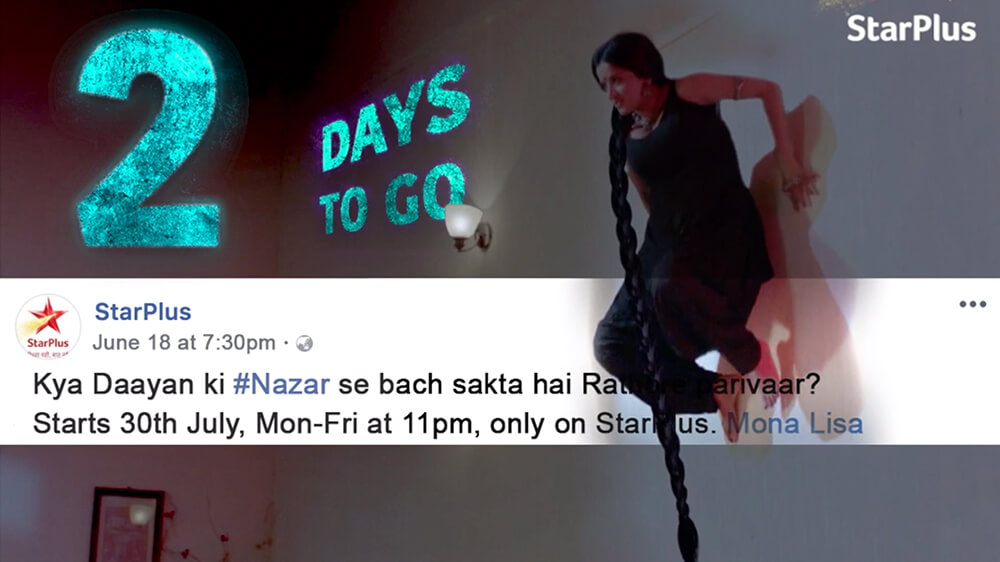 StarPlus
2 DAYS
TO GO
StarPlus
StarPlus
June 18 at 7:30pm ·
Kya Daayan ki #Nazar se bach sakta hai Rathore parivaar?
Starts 30th July, Mon-Fri at 11pm, only on StarPlus. Mona Lisa